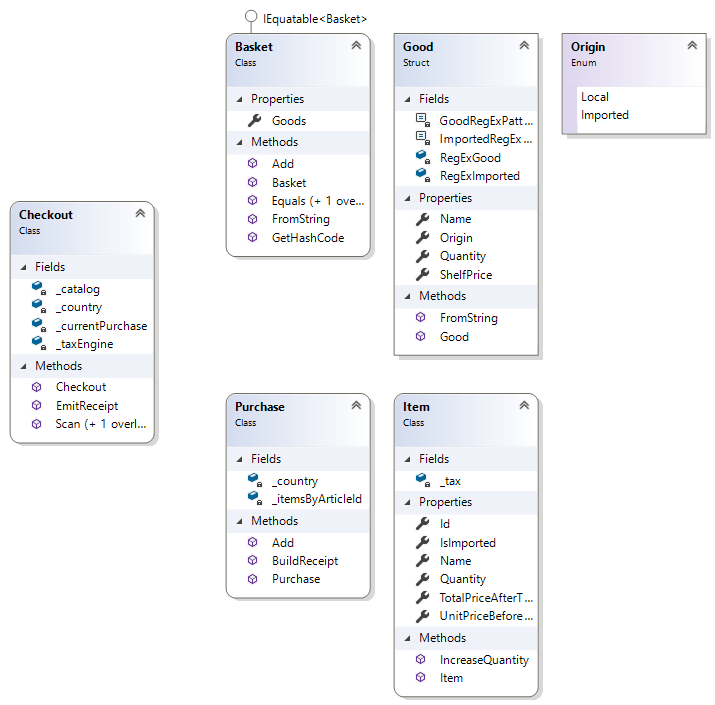 IEquatable<Basket>
Basket
Class
Properties
Goods
Methods
Add
Basket
Equals (+ 1 ove...
FromString
GetHashCode
Good
Struct
Fields
GoodRegExPatt...
ImportedRegEx...
RegExGood
RegExImported
Properties
Name
Origin
Quantity
ShelfPrice
Methods
FromString
Good
Origin
Enum
Local
Imported
Checkout
Class
Fields
_catalog
_country
_currentPurchase
_taxEngine
Methods
Checkout
EmitReceipt
Scan (+ 1 overl...
Purchase
Class
Fields
_country
_itemsByArticleId
Methods
Add
BuildReceipt
Purchase
Item
Class
Fields
_tax
Properties
Id
IsImported
Name
Quantity
TotalPriceAfterT...
UnitPriceBefore...
Methods
IncreaseQuantity
Item